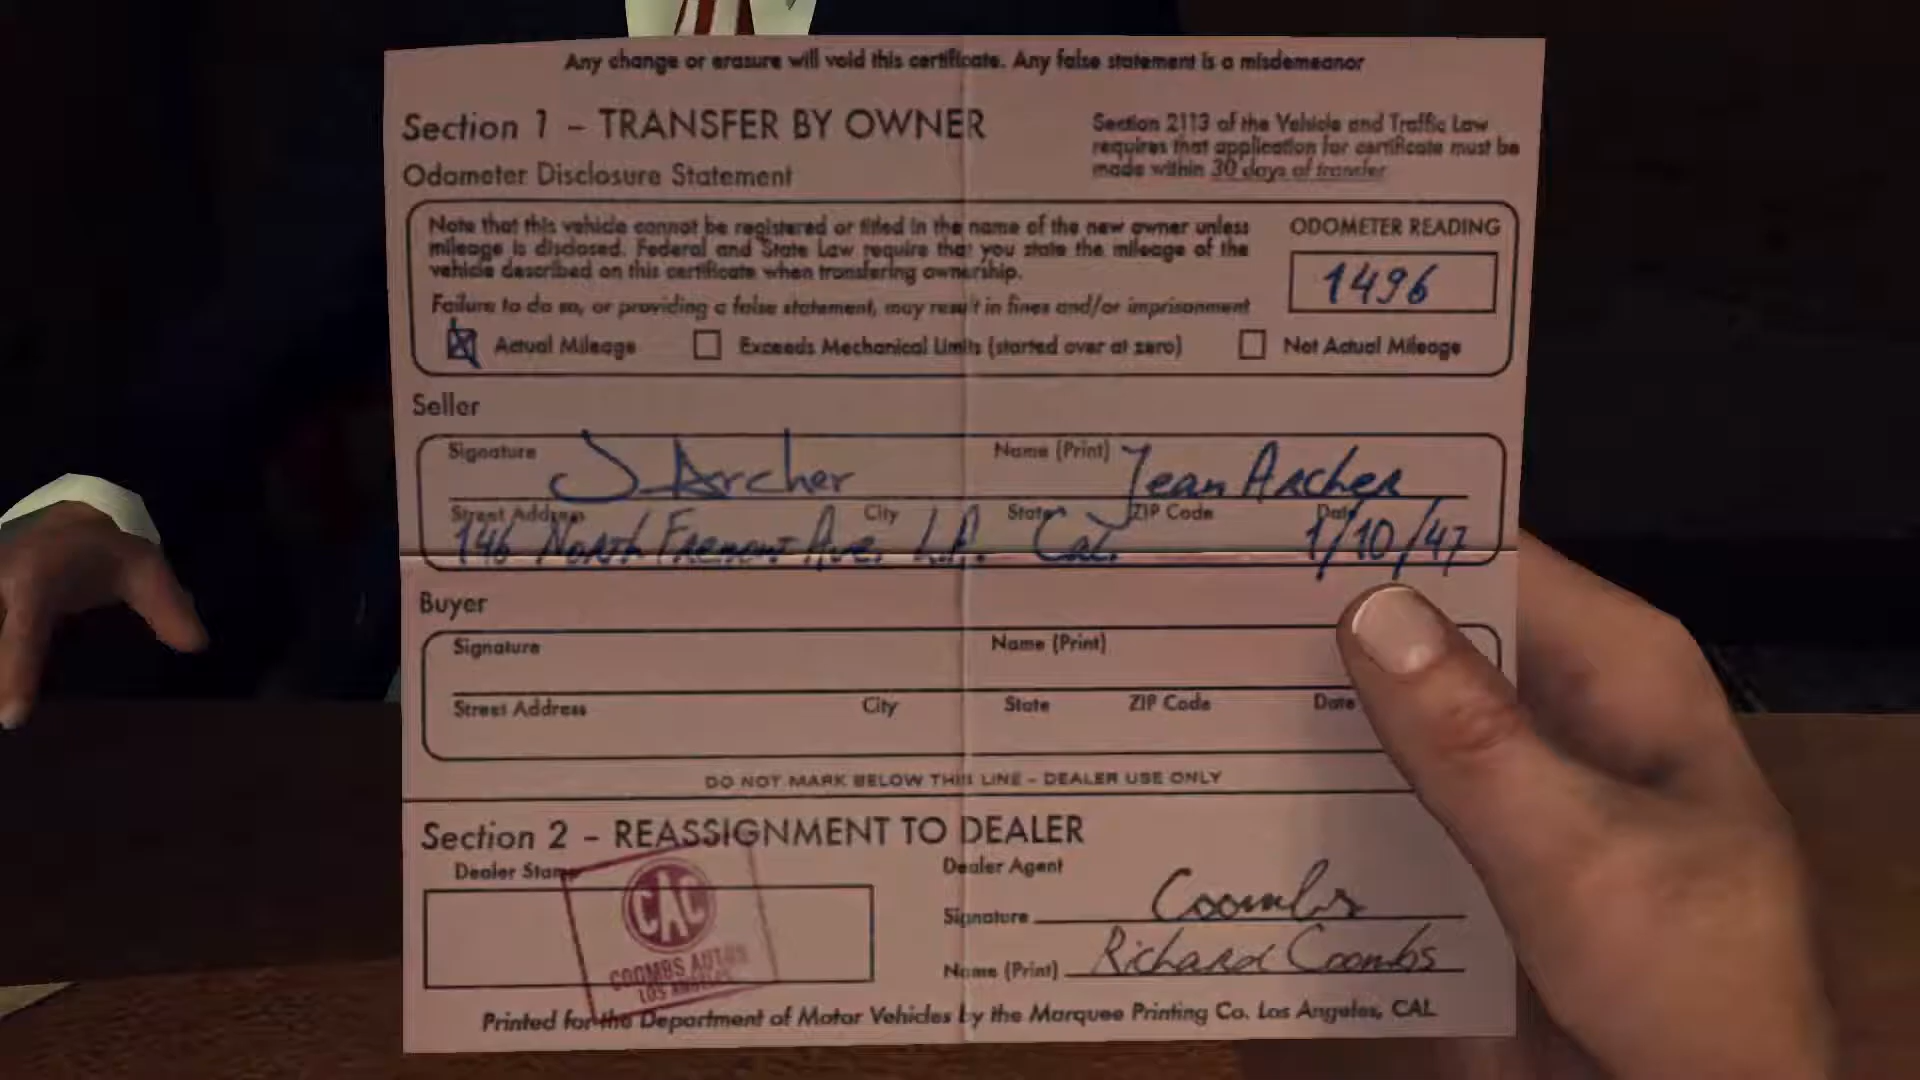 Any change or erasure will void this certificate. Any false statement is a misdemeanor
Section 1 – TRANSFER BY OWNER
Section 2113 of the Vehicle and Traffic Law
requires that application for certificate must be
made within 30 days of transfer
Odometer Disclosure Statement
Note that this vehicle cannot be registered or titled in the name of the new owner unless
mileage is disclosed. Federal and State Law require that you state the mileage of the
vehicle described on this certificate when transfering ownership.
Failure to do so, or providing a false statement, may result in fines and/or imprisonment
ODOMETER READING
1496
Actual Mileage Exceeds Mechanical Limits (started over at zero) Not Actual Mileage
Seller
Signature J Archer Name (Print) Jean Archer
Street Address City State ZIP Code Date
146 North Fremont Ave. L.A. Cal. 1/10/47
Buyer
Signature Name (Print)
Street Address City State ZIP Code Date
DO NOT MARK BELOW THIS LINE – DEALER USE ONLY
Section 2 – REASSIGNMENT TO DEALER
Dealer Stamp
CAC
COOMBS AUTOS
LOS ANGELES
Dealer Agent
Signature Coombs
Name (Print) Richard Coombs
Printed for the Department of Motor Vehicles by the Marquee Printing Co. Los Angeles, CAL